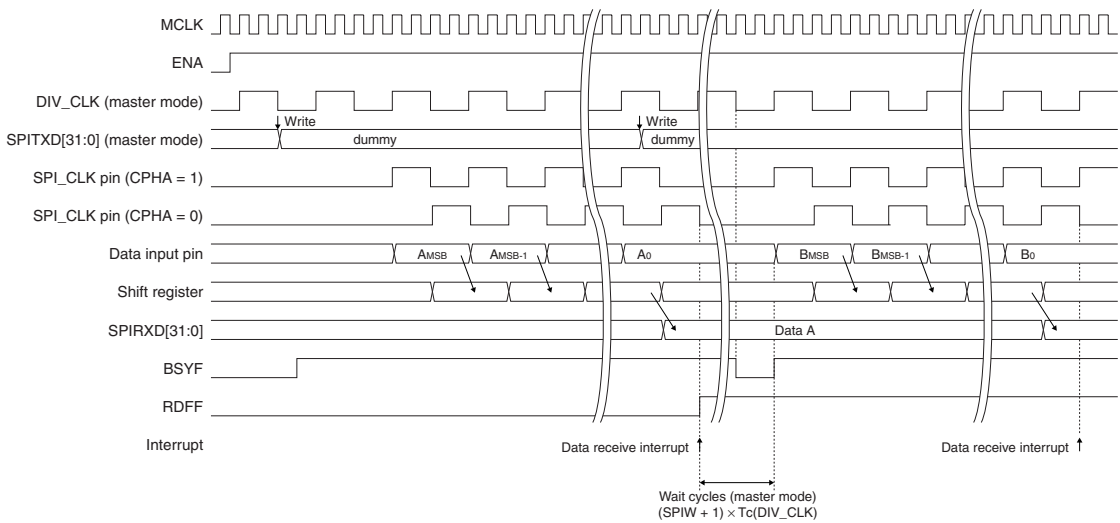 MCLK
ENA
DIV_CLK (master mode)
Write
Write
SPITXD[31:0] (master mode)
dummy
dummy
SPI_CLK pin (CPHA = 1)
SPI_CLK pin (CPHA = 0)
Data input pin
AMSB
AMSB-1
A0
BMSB
BMSB-1
B0
Shift register
SPIRXD[31:0]
Data A
BSYF
RDFF
Interrupt
Data receive interrupt
Data receive interrupt
Wait cycles (master mode)
(SPIW + 1) × Tc(DIV_CLK)